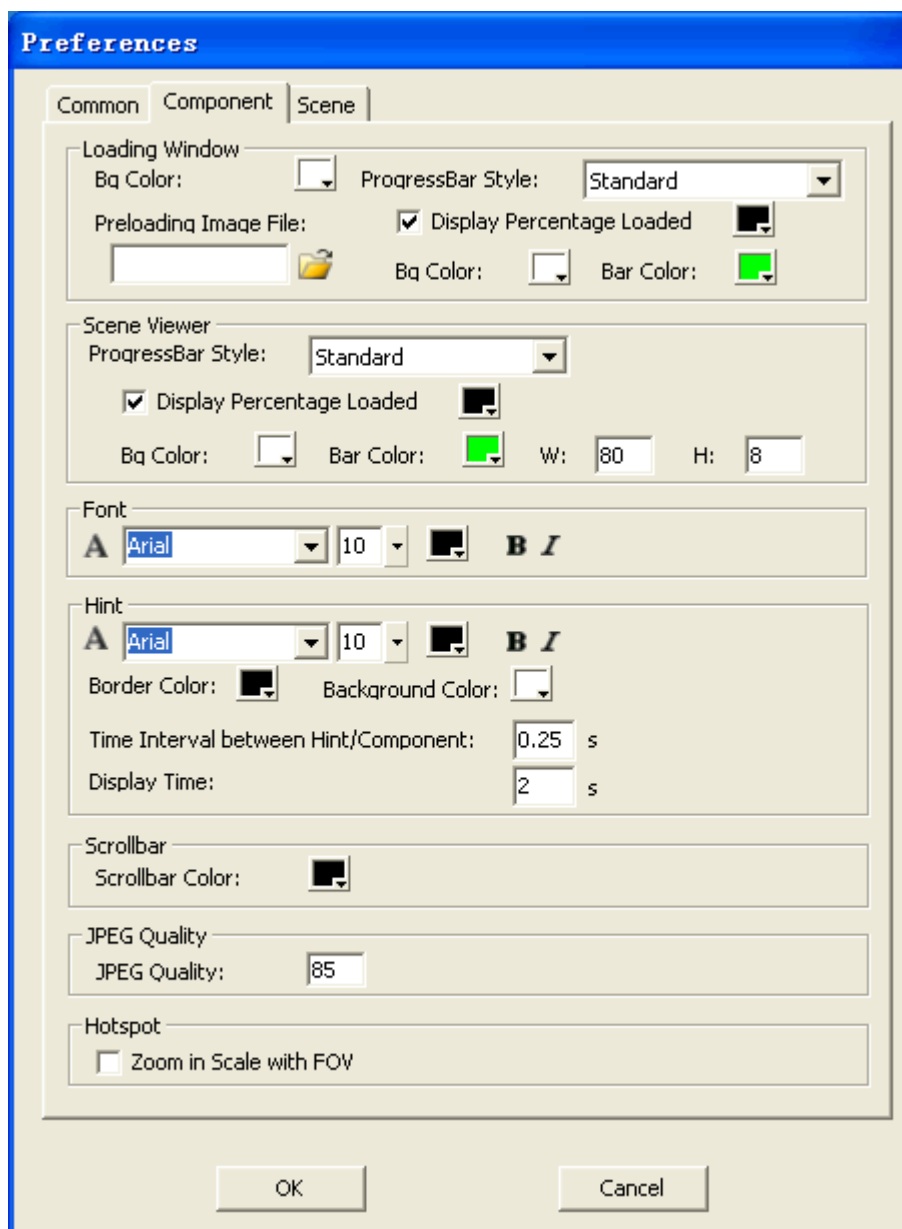 Preferences
Common Component Scene
Loading Window
Bg Color: ProgressBar Style: Standard
Preloading Image File: Display Percentage Loaded
Bg Color: Bar Color:
Scene Viewer
ProgressBar Style: Standard
Display Percentage Loaded
Bg Color: Bar Color: W: 80 H: 8
Font
A Arial 10 B I
Hint
A Arial 10 B I
Border Color: Background Color:
Time Interval between Hint/Component: 0.25 s
Display Time: 2 s
Scrollbar
Scrollbar Color:
JPEG Quality
JPEG Quality: 85
Hotspot
Zoom in Scale with FOV
OK Cancel